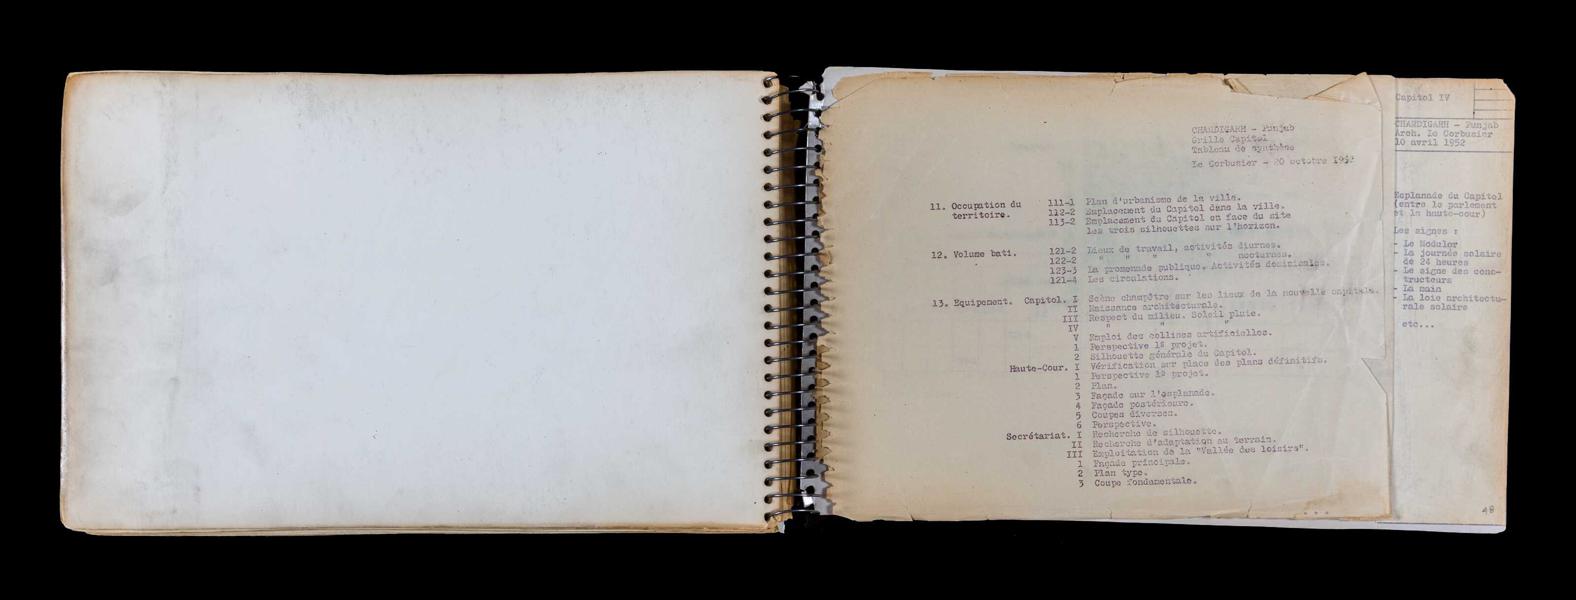 CHANDIGARH - Punjab
Grille Capitol
Tableau de synthèse
Le Corbusier - 20 octobre 1952
11. Occupation du territoire.
111-1 Plan d'urbanisme de la ville.
112-2 Emplacement du Capitol dans la ville.
113-2 Emplacement du Capitol en face du site
les trois silhouettes sur l'horizon.
12. Volume bati.
121-2 Lieux de travail, activités diurnes.
122-2 " " " " nocturnes.
123-3 La promenade publique. Activités dominicales.
121-4 Les circulations.
13. Equipement. Capitol. I Scène champêtre sur les lieux de la nouvelle capitale.
II Naissance architecturale.
III Respect du milieu. Soleil pluie.
IV " " "
V Emploi des collines artificielles.
1 Perspective 1º projet.
2 Silhouette générale du Capitol.
Haute-Cour. I Vérification sur place des plans définitifs.
1 Perspective 1º projet.
2 Plan.
3 Façade sur l'esplanade.
4 Façade postérieure.
5 Coupes diverses.
6 Perspective.
Secrétariat. I Recherche de silhouette.
II Recherche d'adaptation au terrain.
III Exploitation de la "Vallée des loisirs".
1 Façade principale.
2 Plan type.
3 Coupe fondamentale.
Capitol IV
CHANDIGARH - Punjab
Arch. Le Corbusier
10 avril 1952
Esplanade du Capitol
(entre le parlement
et la haute-cour)
Les signes :
- Le Modulor
- La journée solaire
de 24 heures
- Le signe des cons-
tructeurs
- La main
- La loie architectu-
rale solaire
etc...
48